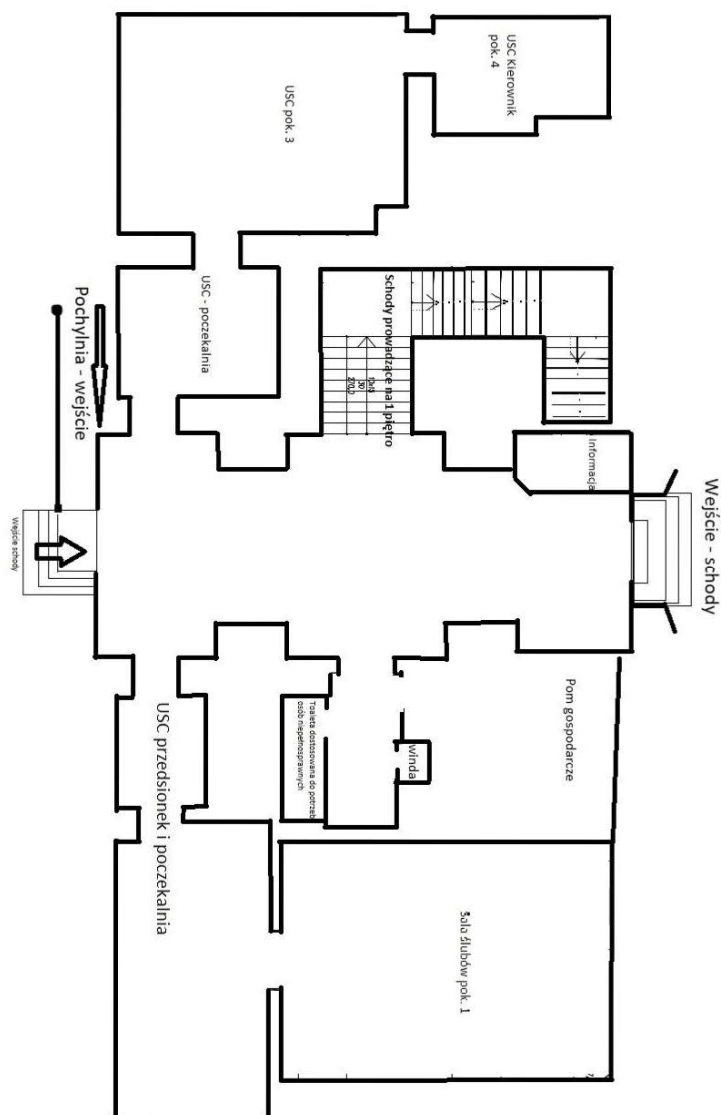 USC Kierownik
pok. 4
USC pok. 3
USC - poczekalnia
Schody prowadzące na 1 piętro
Pochylnia - wejście
Informacja
Wejście - schody
Wejście schody
USC przedsionek i poczekalnia
Toaleta dostosowana do potrzeb
osób niepełnosprawnych
winda
Pom gospodarcze
Sala ślubów pok. 1